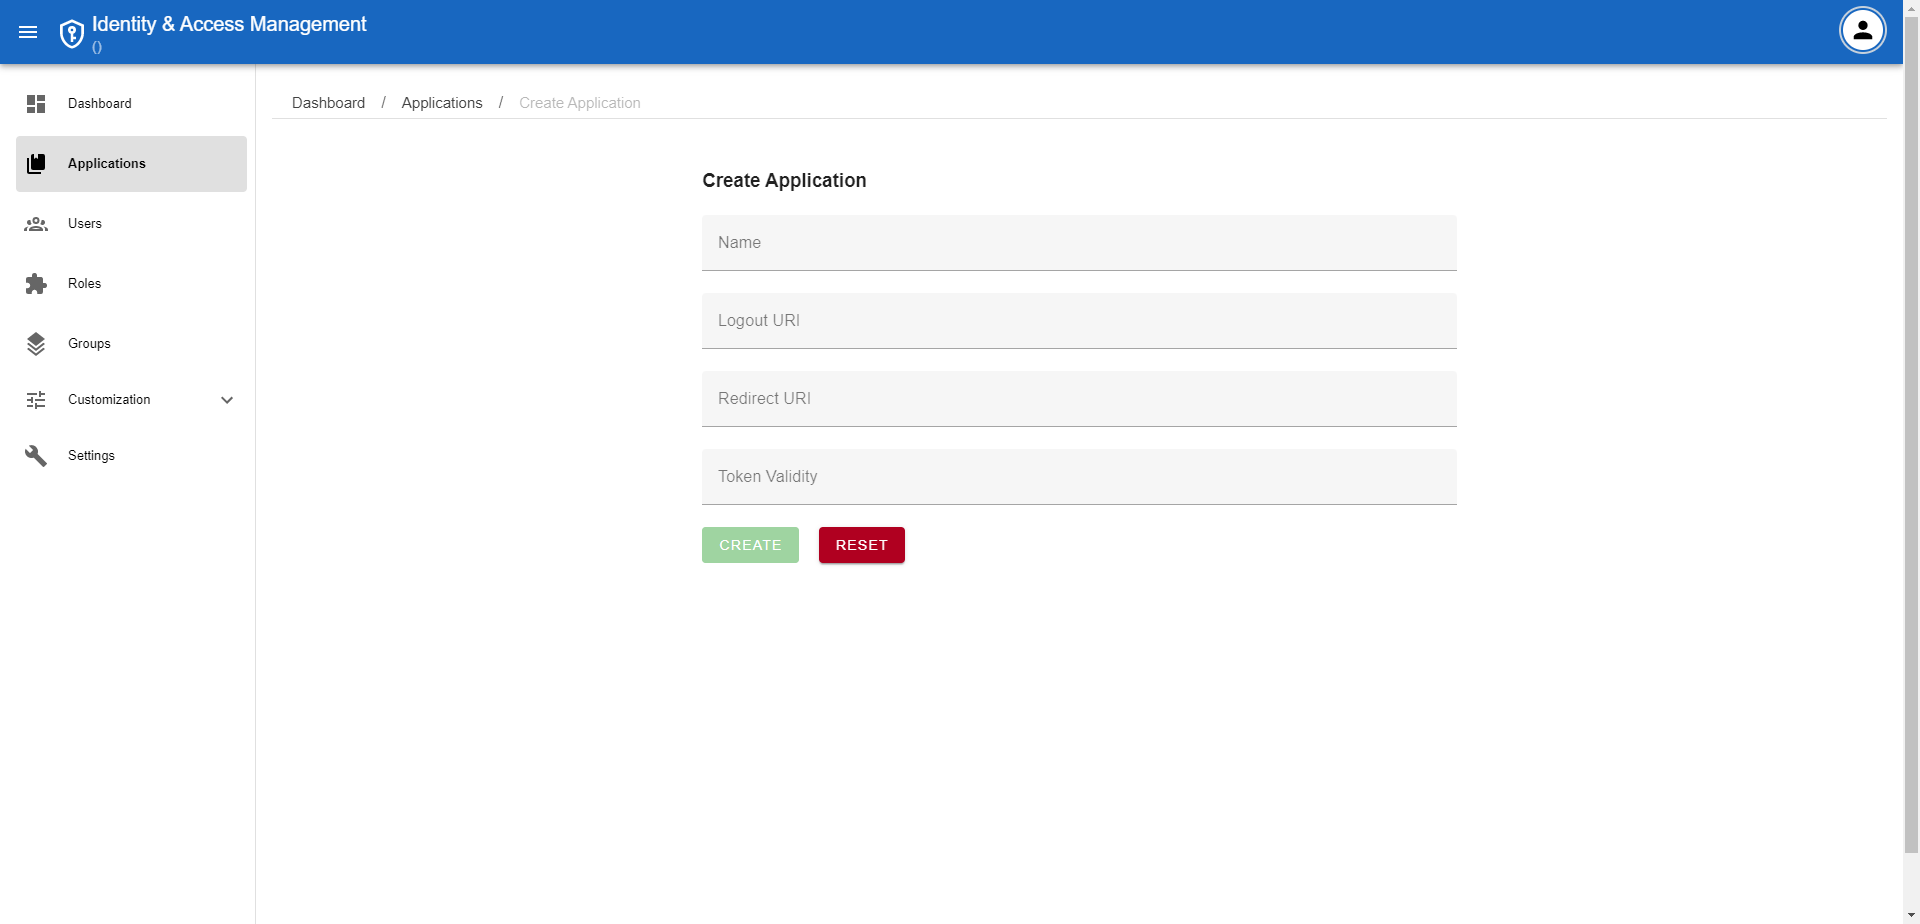 Identity & Access Management
()
Dashboard
Applications
Users
Roles
Groups
Customization
Settings
Dashboard / Applications / Create Application
Create Application
Name
Logout URI
Redirect URI
Token Validity
CREATE RESET